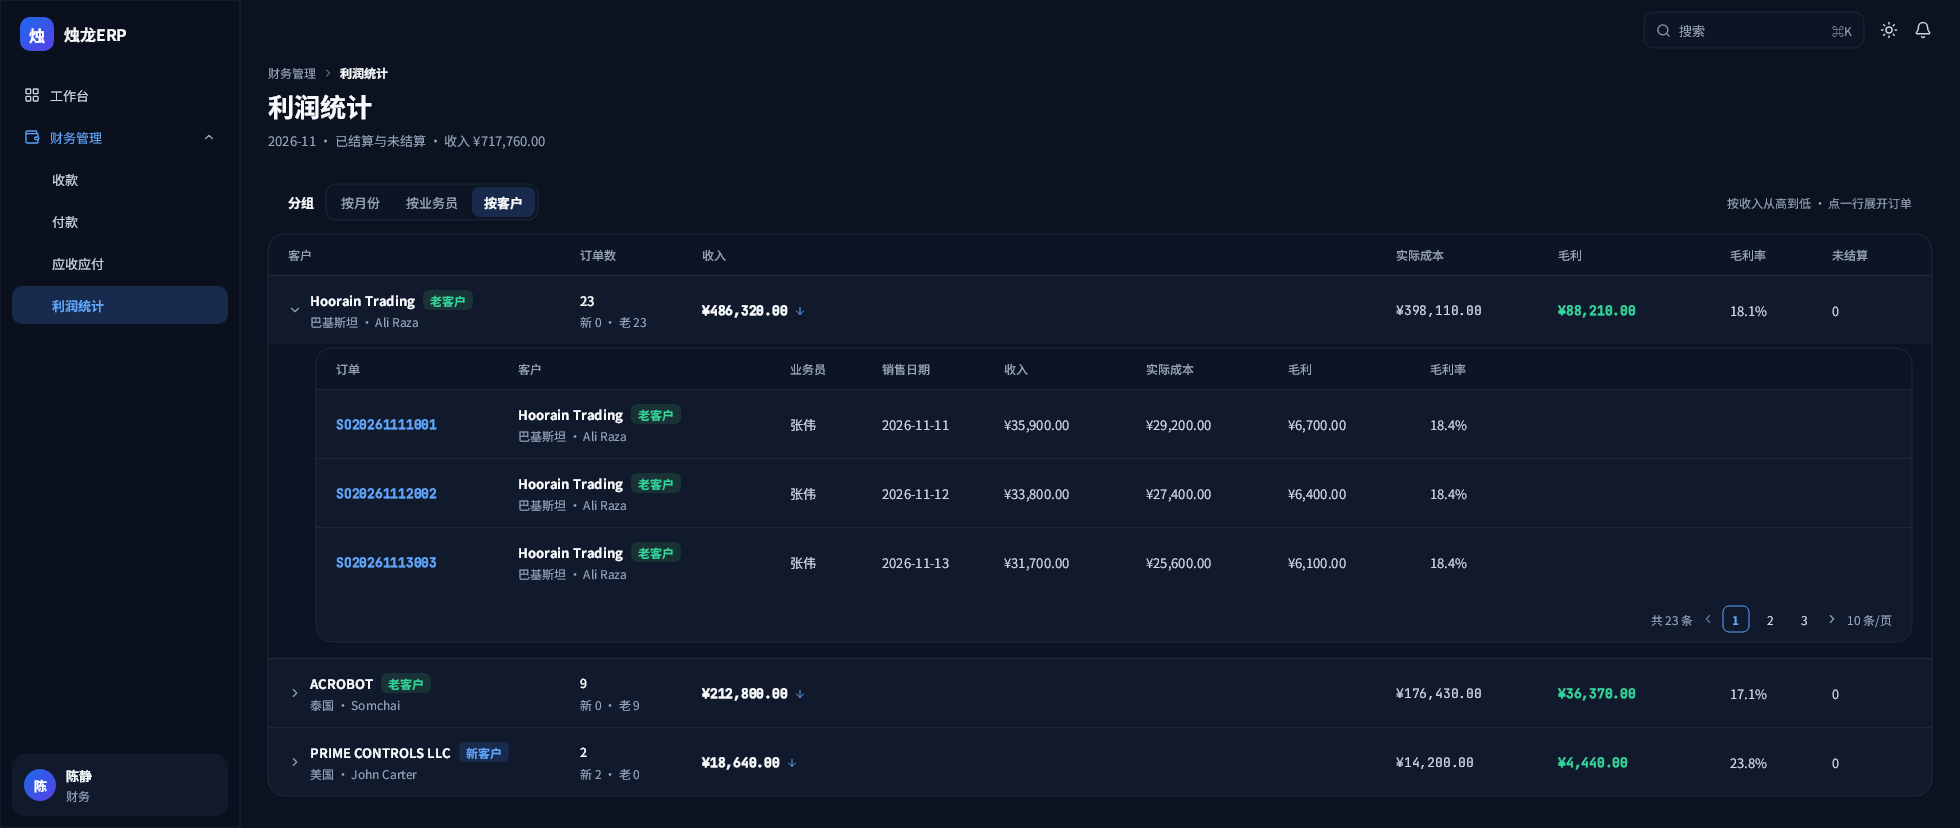 烛 烛龙ERP
搜索 ⌘K
工作台
财务管理
收款
付款
应收应付
利润统计
陈 陈静
财务
财务管理 > 利润统计
利润统计
2026-11 • 已结算与未结算 • 收入 ¥717,760.00
分组 按月份 按业务员 按客户
按收入从高到低 • 点一行展开订单
客户 订单数 收入 实际成本 毛利 毛利率 未结算
Hoorain Trading 老客户 23 ¥486,320.00 ↓ ¥398,110.00 ¥88,210.00 18.1% 0
巴基斯坦 • Ali Raza 新 0 • 老 23
订单 客户 业务员 销售日期 收入 实际成本 毛利 毛利率
SO20261111001 Hoorain Trading 老客户 张伟 2026-11-11 ¥35,900.00 ¥29,200.00 ¥6,700.00 18.4%
巴基斯坦 • Ali Raza
SO20261112002 Hoorain Trading 老客户 张伟 2026-11-12 ¥33,800.00 ¥27,400.00 ¥6,400.00 18.4%
巴基斯坦 • Ali Raza
SO20261113003 Hoorain Trading 老客户 张伟 2026-11-13 ¥31,700.00 ¥25,600.00 ¥6,100.00 18.4%
巴基斯坦 • Ali Raza
共 23 条 < 1 2 3 > 10 条/页
ACROBOT 老客户 9 ¥212,800.00 ↓ ¥176,430.00 ¥36,370.00 17.1% 0
泰国 • Somchai 新 0 • 老 9
PRIME CONTROLS LLC 新客户 2 ¥18,640.00 ↓ ¥14,200.00 ¥4,440.00 23.8% 0
美国 • John Carter 新 2 • 老 0